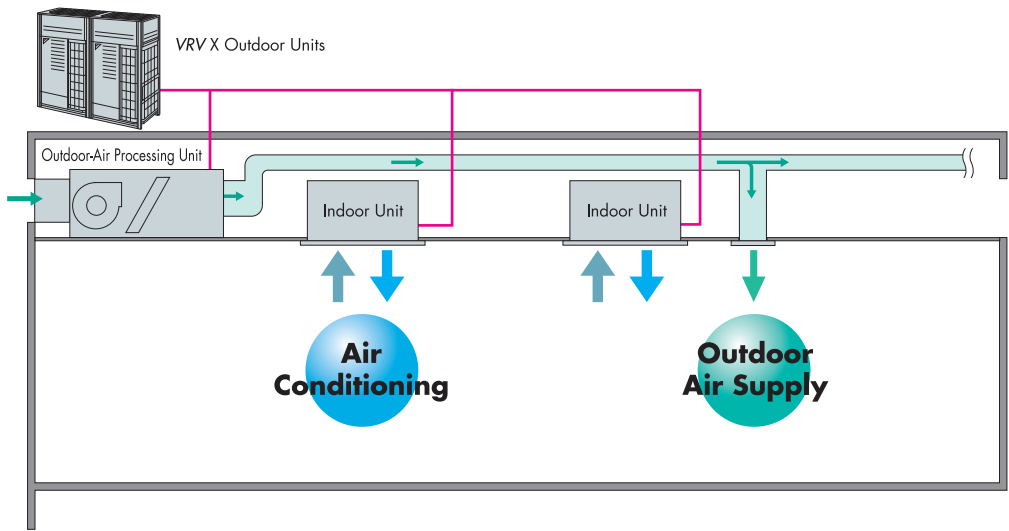 VRV X Outdoor Units
Outdoor-Air Processing Unit
Indoor Unit
Indoor Unit
Air
Conditioning
Outdoor
Air Supply